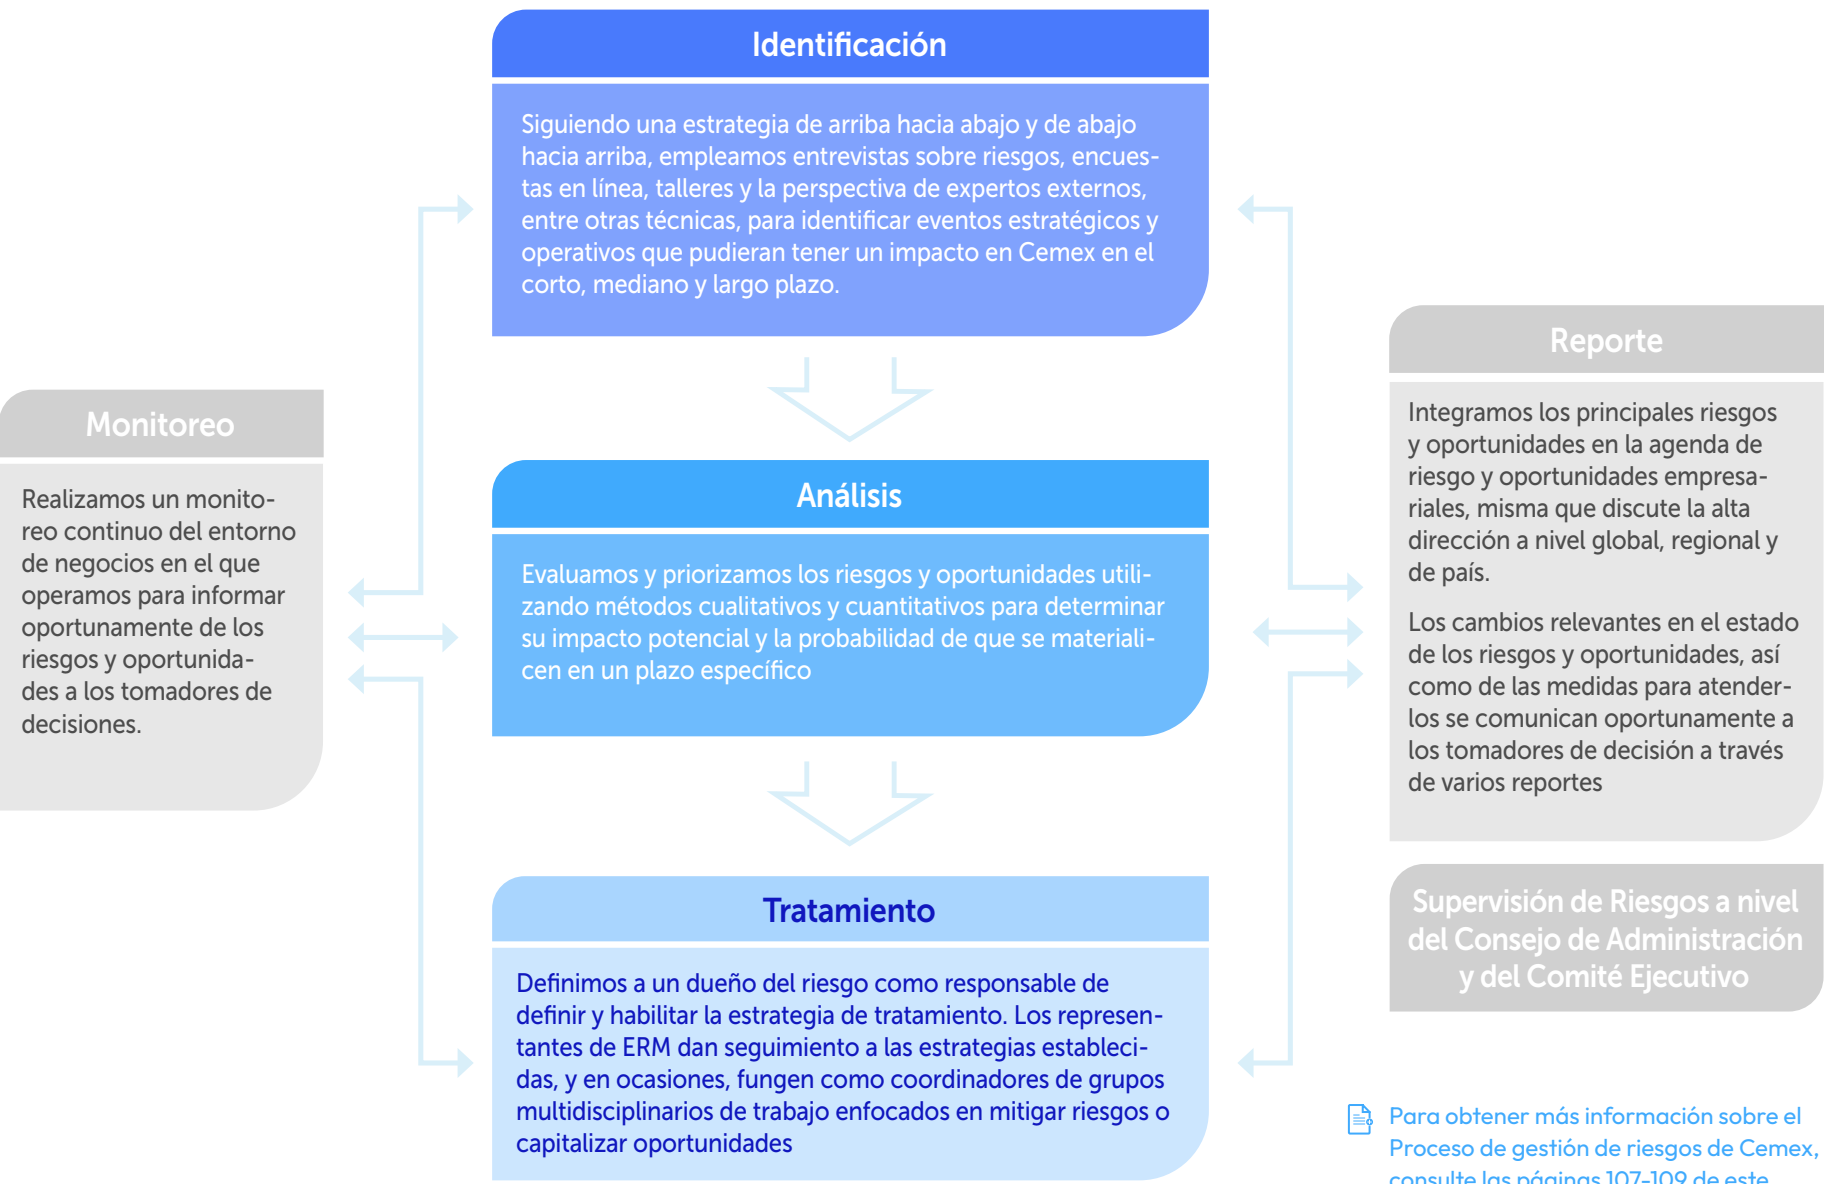 Identificación
Siguiendo una estrategia de arriba hacia abajo y de abajo
hacia arriba, empleamos entrevistas sobre riesgos, encues-
tas en línea, talleres y la perspectiva de expertos externos,
entre otras técnicas, para identificar eventos estratégicos y
operativos que pudieran tener un impacto en Cemex en el
corto, mediano y largo plazo.
Monitoreo
Realizamos un monito-
reo continuo del entorno
de negocios en el que
operamos para informar
oportunamente de los
riesgos y oportunida-
des a los tomadores de
decisiones.
Análisis
Evaluamos y priorizamos los riesgos y oportunidades utili-
zando métodos cualitativos y cuantitativos para determinar
su impacto potencial y la probabilidad de que se materiali-
cen en un plazo específico
Tratamiento
Definimos a un dueño del riesgo como responsable de
definir y habilitar la estrategia de tratamiento. Los represen-
tantes de ERM dan seguimiento a las estrategias estableci-
das, y en ocasiones, fungen como coordinadores de grupos
multidisciplinarios de trabajo enfocados en mitigar riesgos o
capitalizar oportunidades
Reporte
Integramos los principales riesgos
y oportunidades en la agenda de
riesgo y oportunidades empresa-
riales, misma que discute la alta
dirección a nivel global, regional y
de país.
Los cambios relevantes en el estado
de los riesgos y oportunidades, así
como de las medidas para atender-
los se comunican oportunamente a
los tomadores de decisión a través
de varios reportes
Supervisión de Riesgos a nivel
del Consejo de Administración
y del Comité Ejecutivo
Para obtener más información sobre el
Proceso de gestión de riesgos de Cemex,
consulte las páginas 107-109 de este